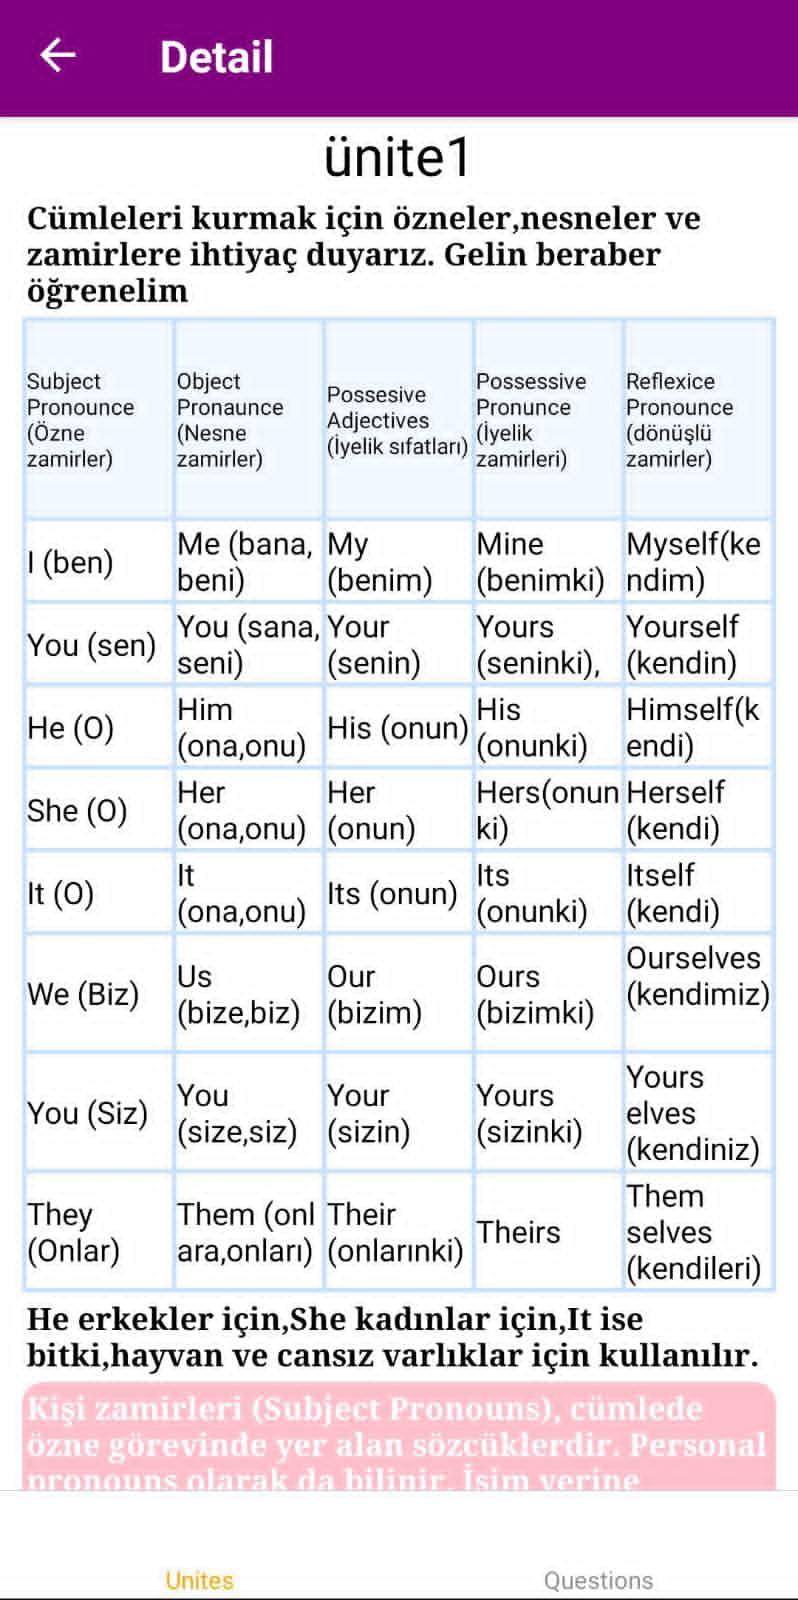 Detail
ünite1
Cümleleri kurmak için özneler,nesneler ve
zamirlere ihtiyaç duyarız. Gelin beraber
öğrenelim
Subject
Pronounce
(Özne
zamirler)
Object
Pronaunce
(Nesne
zamirler)
Possesive
Adjectives
(İyelik sıfatları)
Possessive
Pronunce
(İyelik
zamirleri)
Reflexice
Pronounce
(dönüşlü
zamirler)
I (ben)
Me (bana,
beni)
My
(benim)
Mine
(benimki)
Myself(ke
ndim)
You (sen)
You (sana,
seni)
Your
(senin)
Yours
(seninki),
Yourself
(kendin)
He (O)
Him
(ona,onu)
His (onun)
His
(onunki)
Himself(k
endi)
She (O)
Her
(ona,onu)
Her
(onun)
Hers(onun
ki)
Herself
(kendi)
It (O)
It
(ona,onu)
Its (onun)
Its
(onunki)
Itself
(kendi)
We (Biz)
Us
(bize,biz)
Our
(bizim)
Ours
(bizimki)
Ourselves
(kendimiz)
You (Siz)
You
(size,siz)
Your
(sizin)
Yours
(sizinki)
Yours
elves
(kendiniz)
They
(Onlar)
Them (onl
ara,onları)
Their
(onlarınki)
Theirs
Them
selves
(kendileri)
He erkekler için,She kadınlar için,It ise
bitki,hayvan ve cansız varlıklar için kullanılır.
Kişi zamirleri (Subject Pronouns), cümlede
özne görevinde yer alan sözcüklerdir. Personal
pronouns olarak da bilinir. İsim yerine
Unites
Questions